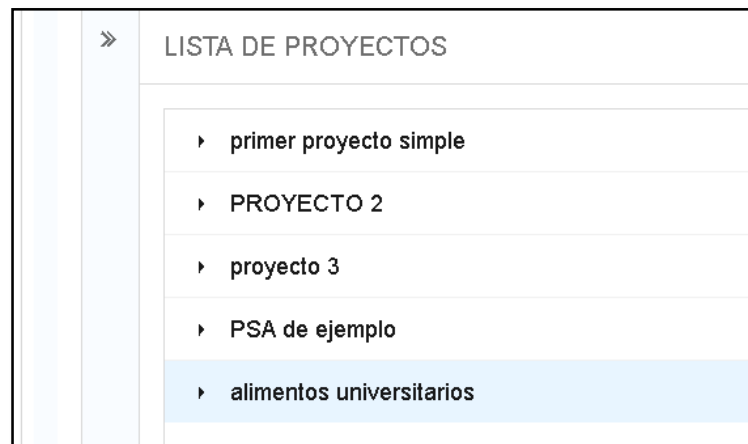 LISTA DE PROYECTOS
primer proyecto simple
PROYECTO 2
proyecto 3
PSA de ejemplo
alimentos universitarios